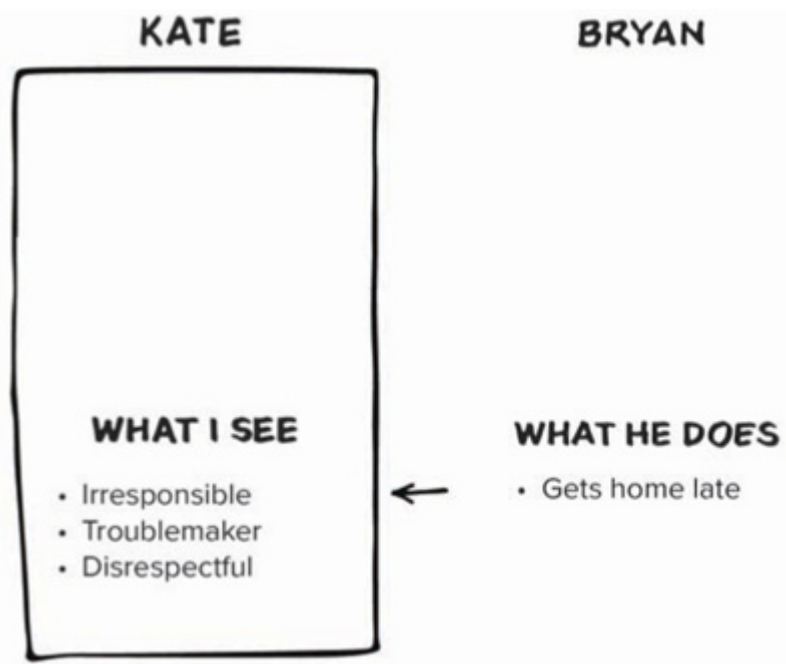 KATE
BRYAN
WHAT I SEE
• Irresponsible
• Troublemaker
• Disrespectful
WHAT HE DOES
• Gets home late